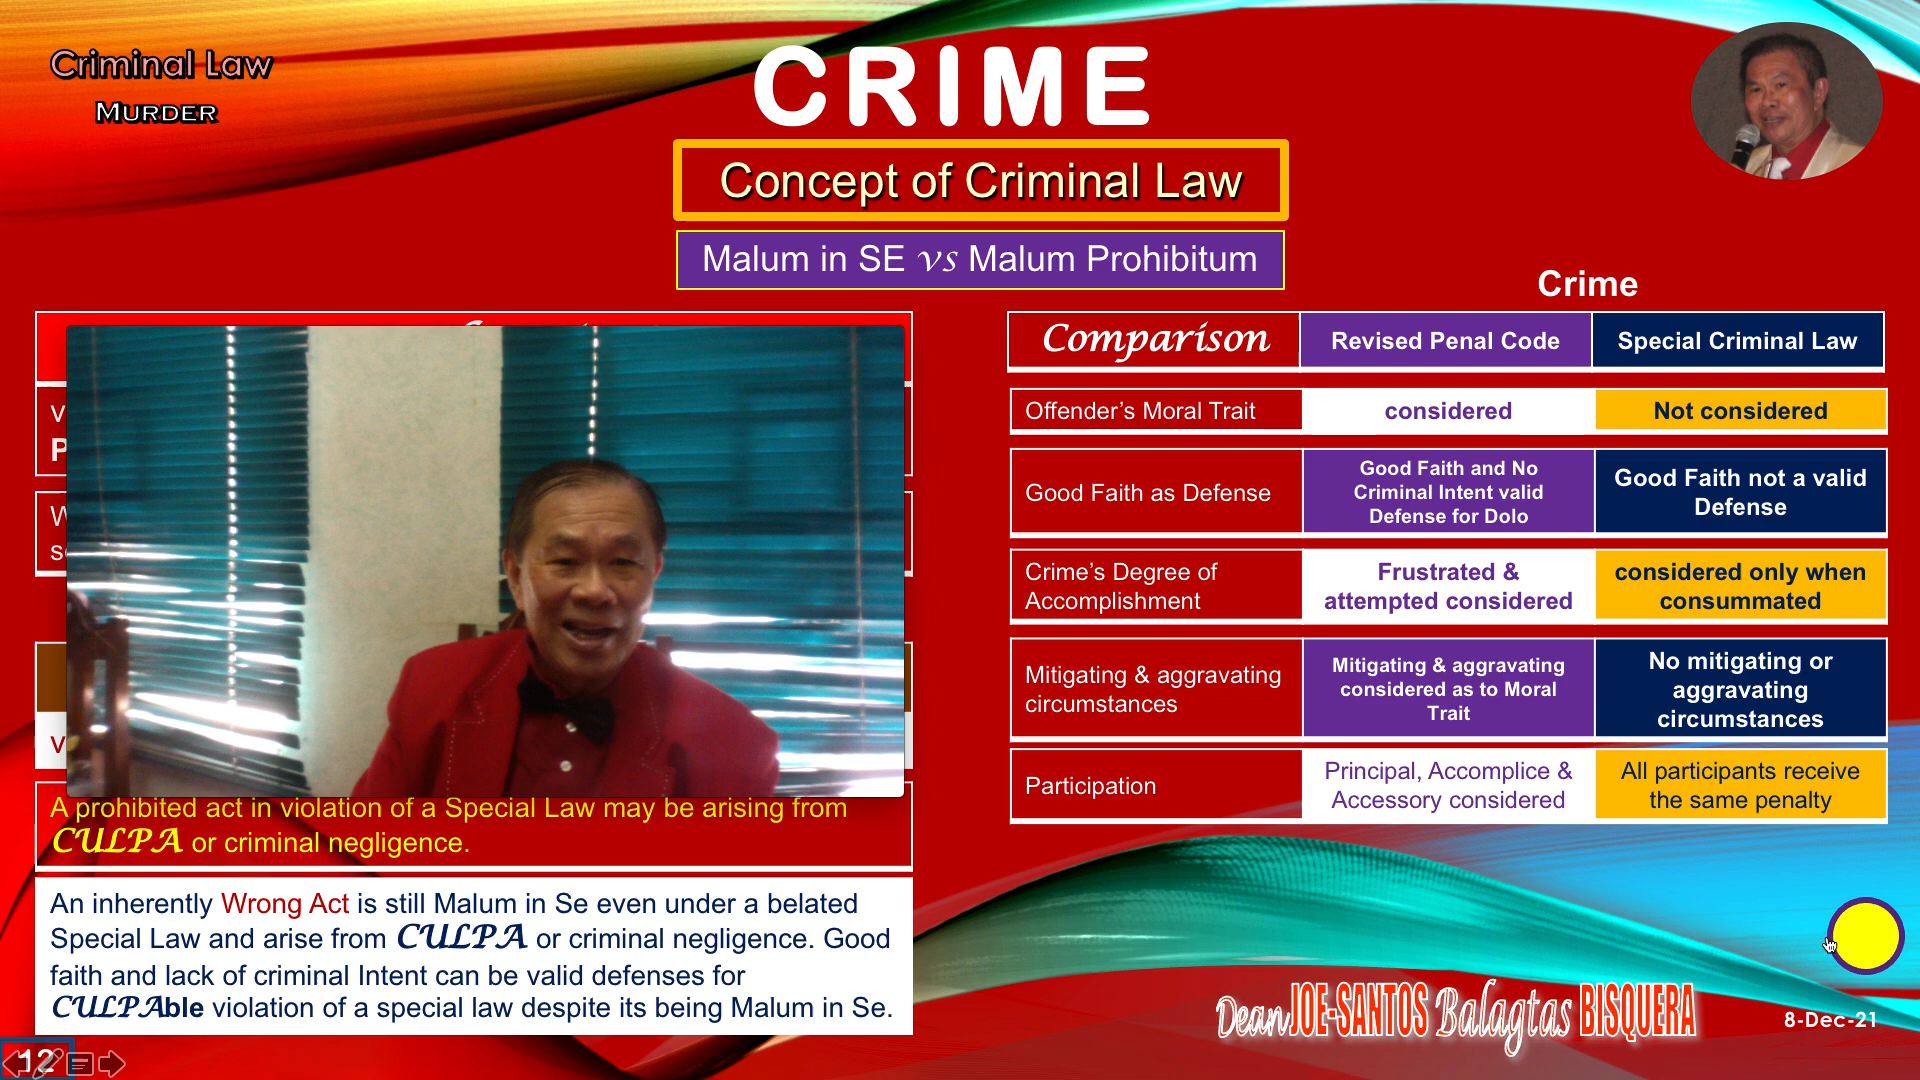 Criminal Law
MURDER
CRIME
Concept of Criminal Law
Malum in SE vs Malum Prohibitum
A prohibited act in violation of a Special Law may be arising from
CULPA or criminal negligence.
An inherently Wrong Act is still Malum in Se even under a belated
Special Law and arise from CULPA or criminal negligence. Good
faith and lack of criminal Intent can be valid defenses for
CULPAble violation of a special law despite its being Malum in Se.
Crime
Comparison Revised Penal Code Special Criminal Law
Offender's Moral Trait considered Not considered
Good Faith as Defense
Good Faith and No
Criminal Intent valid
Defense for Dolo
Good Faith not a valid
Defense
Crime's Degree of
Accomplishment
Frustrated &
attempted considered
considered only when
consummated
Mitigating & aggravating
circumstances
Mitigating & aggravating
considered as to Moral
Trait
No mitigating or
aggravating
circumstances
Participation
Principal, Accomplice &
Accessory considered
All participants receive
the same penalty
Dean JOE-SANTOS Balagtas BISQUERA
8-Dec-21
12